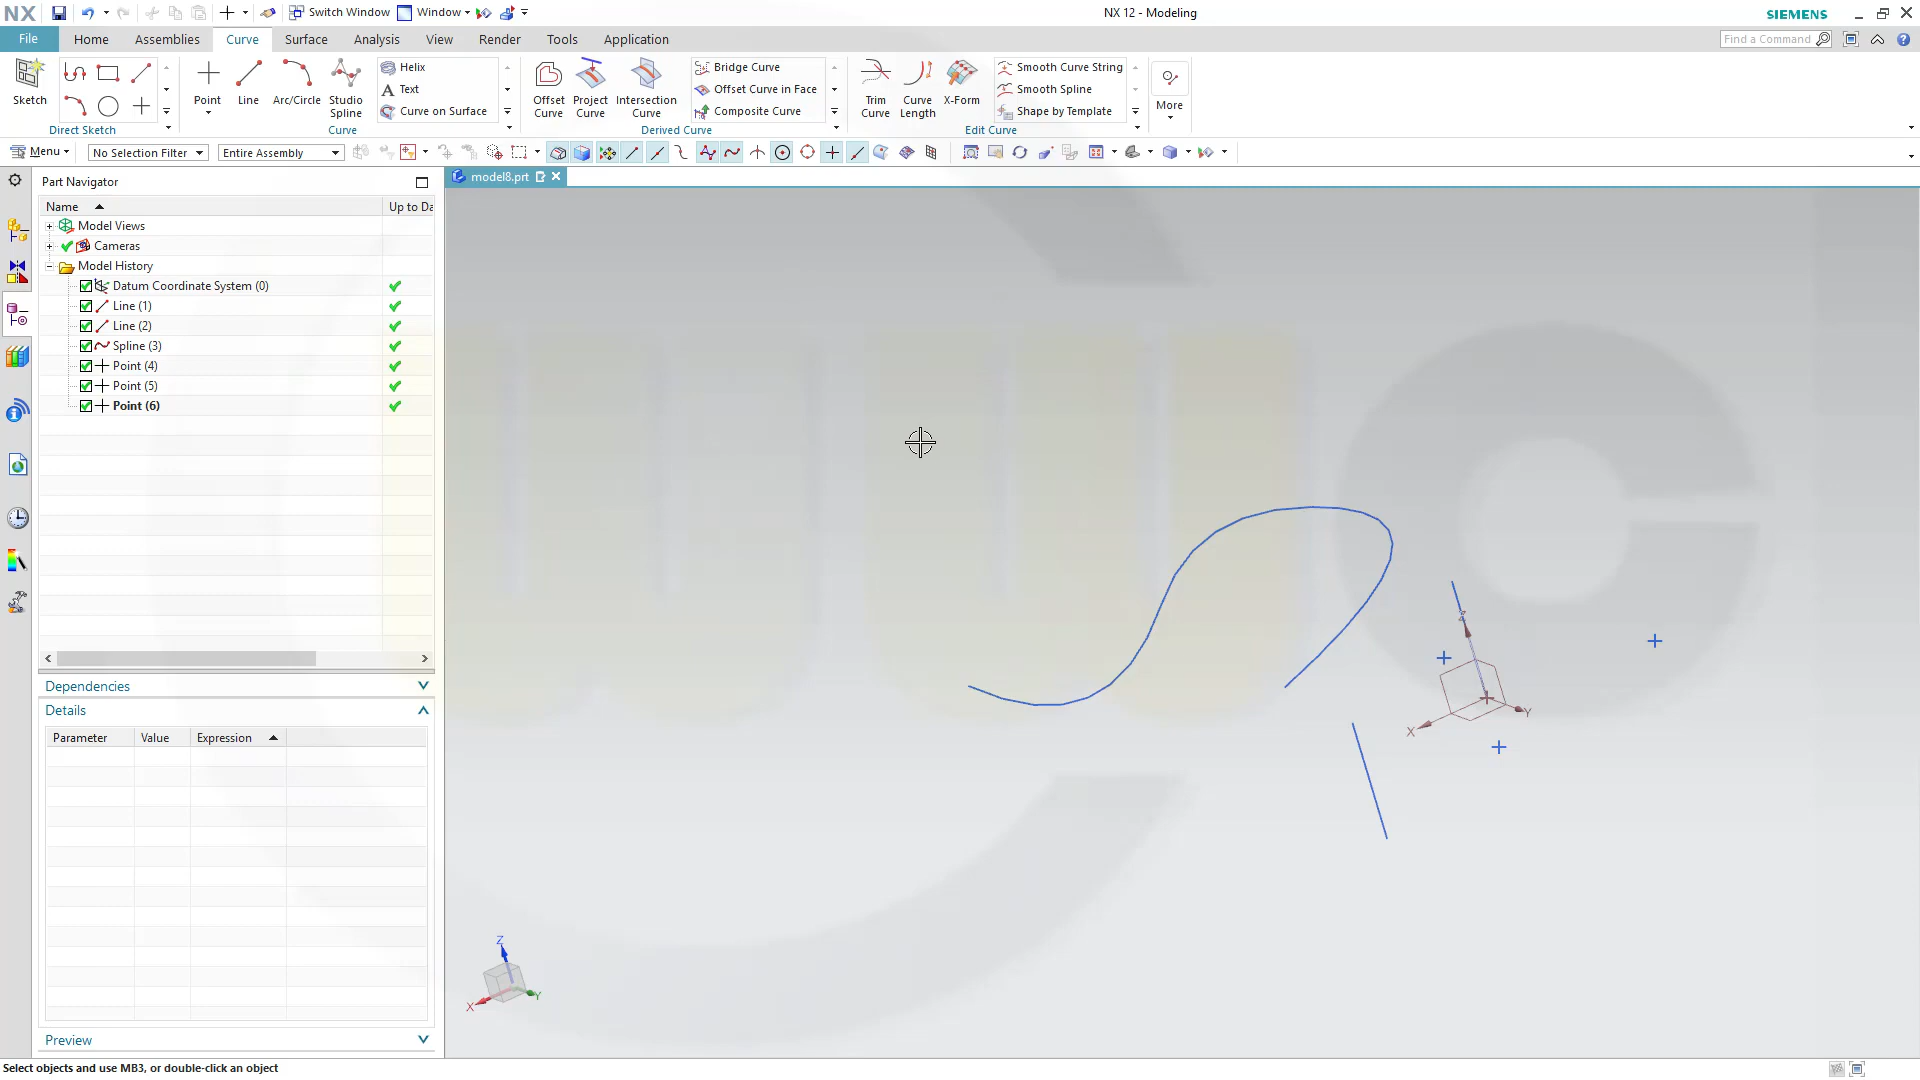 NX Switch Window Window NX 12 - Modeling SIEMENS
File Home Assemblies Curve Surface Analysis View Render Tools Application Find a Command
Sketch Point Line Arc/Circle Studio Spline Helix Text Curve on Surface Offset Curve Project Curve Intersection Curve Bridge Curve Offset Curve in Face Composite Curve Trim Curve Curve Length X-Form Smooth Curve String Smooth Spline Shape by Template More
Direct Sketch Curve Derived Curve Edit Curve
Menu No Selection Filter Entire Assembly
Part Navigator model8.prt
Name Up to Da
Model Views
Cameras
Model History
Datum Coordinate System (0)
Line (1)
Line (2)
Spline (3)
Point (4)
Point (5)
Point (6)
Dependencies
Details
Parameter Value Expression
Preview
X Y
Z
X Y
Select objects and use MB3, or double-click an object